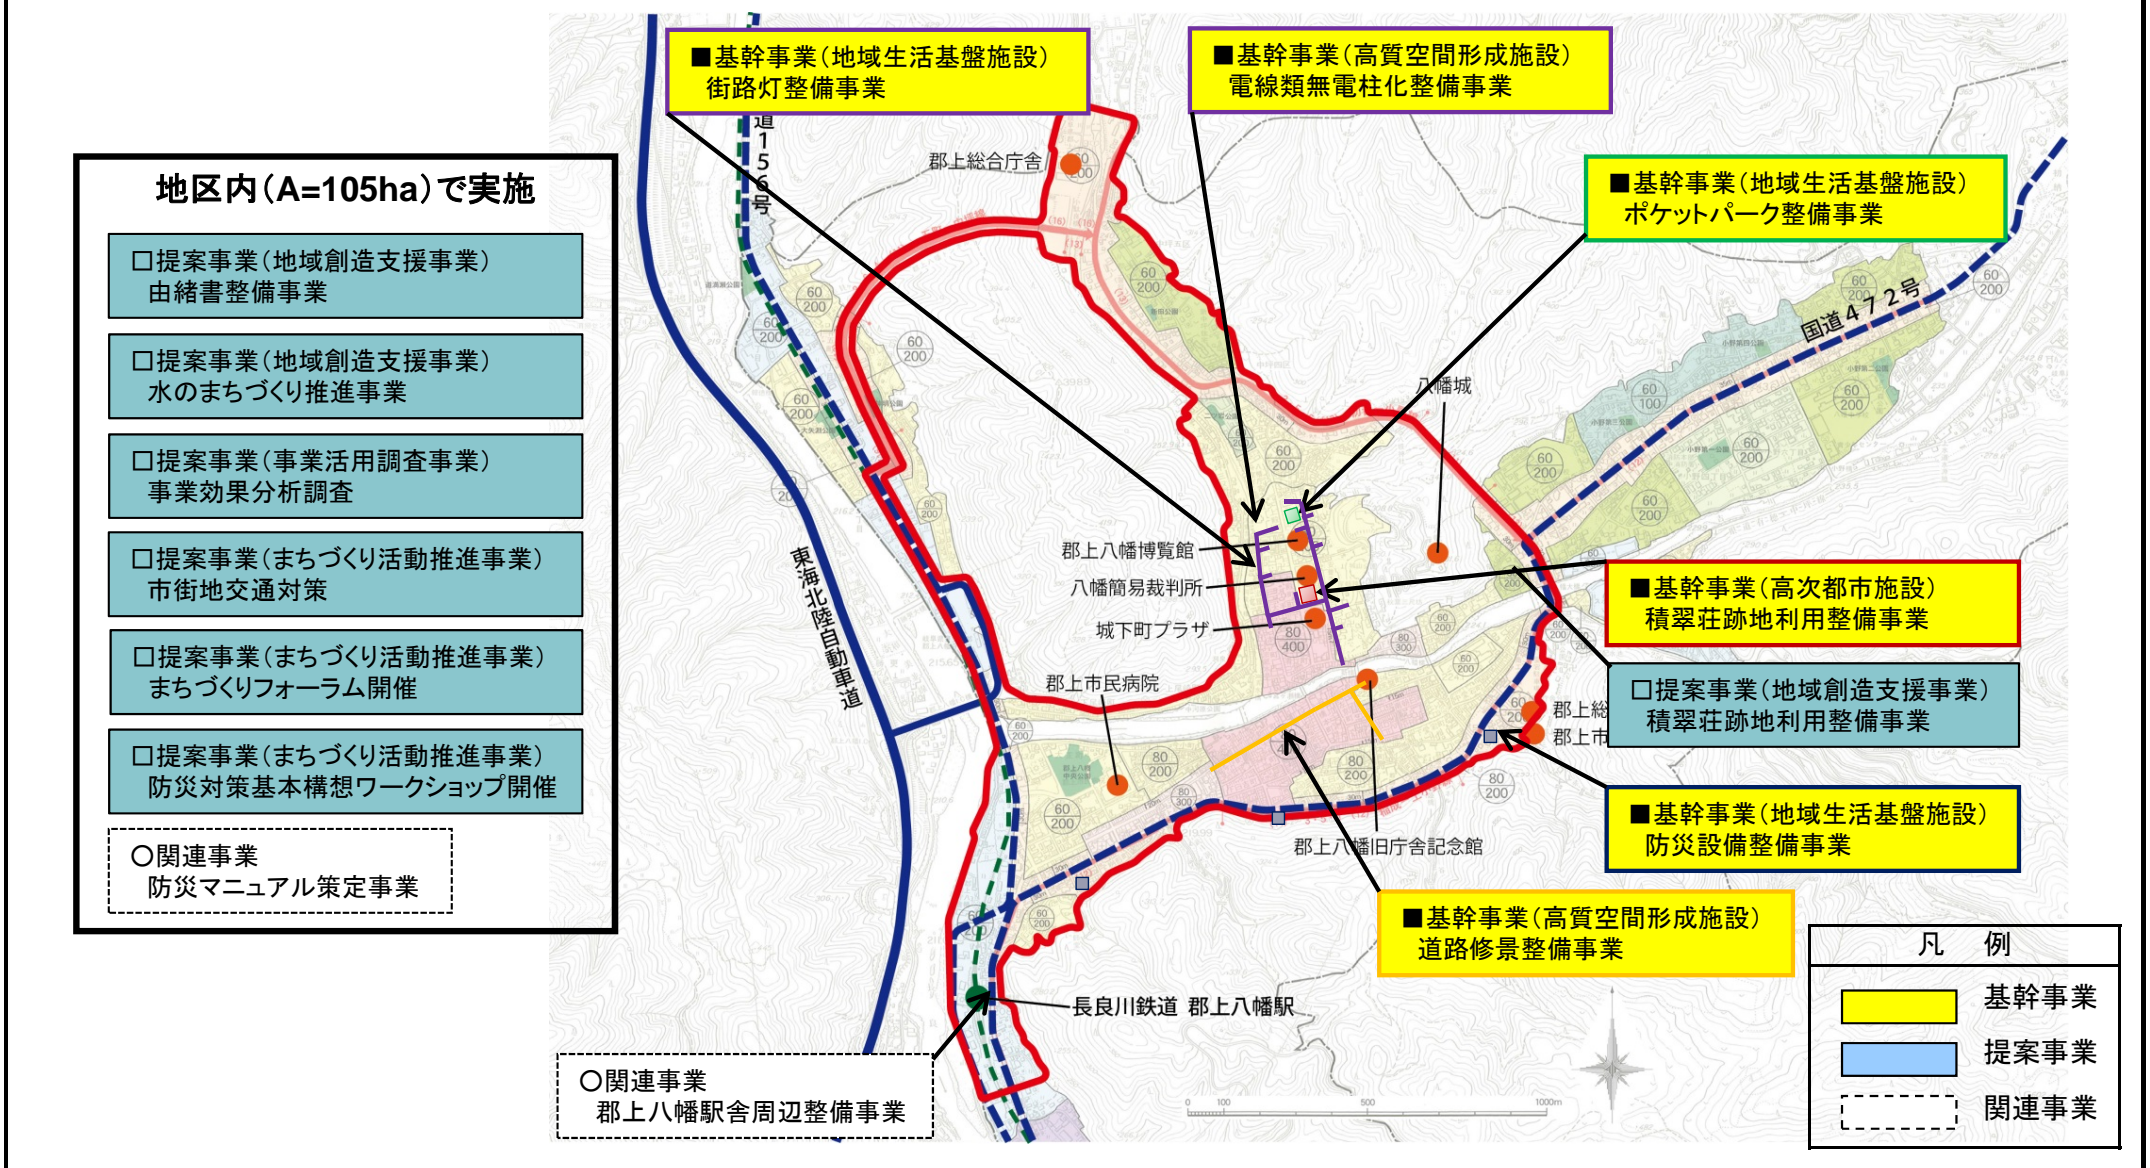 ■基幹事業(地域生活基盤施設)
街路灯整備事業
■基幹事業(高質空間形成施設)
電線類無電柱化整備事業
■基幹事業(地域生活基盤施設)
ポケットパーク整備事業
地区内(A=105ha)で実施
□提案事業(地域創造支援事業)
由緒書整備事業
□提案事業(地域創造支援事業)
水のまちづくり推進事業
□提案事業(事業活用調査事業)
事業効果分析調査
□提案事業(まちづくり活動推進事業)
市街地交通対策
□提案事業(まちづくり活動推進事業)
まちづくりフォーラム開催
□提案事業(まちづくり活動推進事業)
防災対策基本構想ワークショップ開催
○関連事業
防災マニュアル策定事業
道156号
郡上総合庁舎
国道472号
八幡城
東海北陸自動車道
郡上八幡博覧館
八幡簡易裁判所
城下町プラザ
郡上市民病院
郡上総
郡上市
郡上八幡旧庁舎記念館
長良川鉄道 郡上八幡駅
■基幹事業(高次都市施設)
積翠荘跡地利用整備事業
□提案事業(地域創造支援事業)
積翠荘跡地利用整備事業
■基幹事業(地域生活基盤施設)
防災設備整備事業
■基幹事業(高質空間形成施設)
道路修景整備事業
○関連事業
郡上八幡駅舎周辺整備事業
凡 例
基幹事業
提案事業
関連事業
0 100 500 1000m